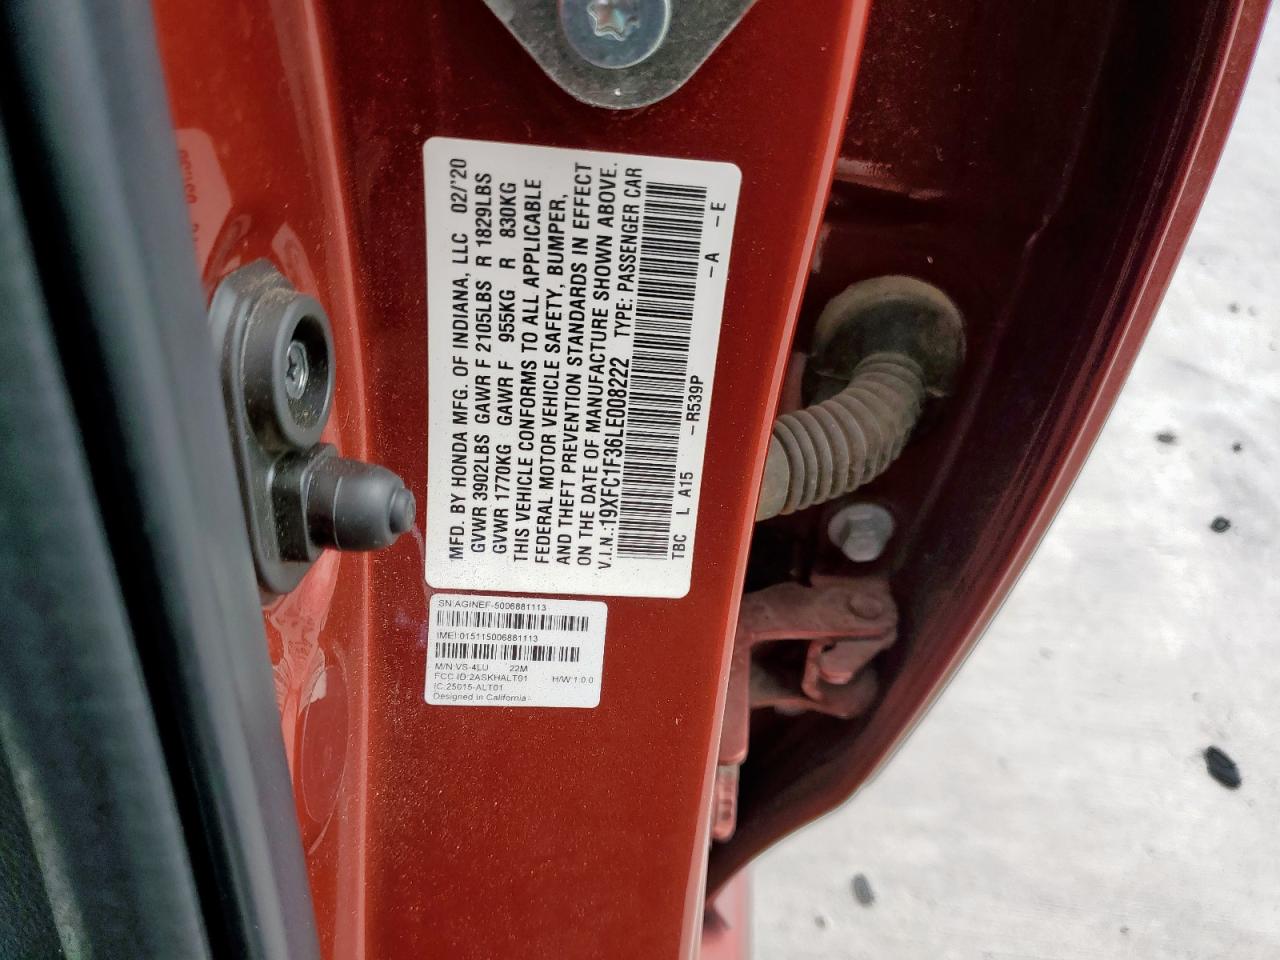 MFD. BY HONDA MFG. OF INDIANA, LLC 02/'20
GVWR 3902LBS GAWR F 2105LBS R 1829LBS
GVWR 1770KG GAWR F 955KG R 830KG
THIS VEHICLE CONFORMS TO ALL APPLICABLE
FEDERAL MOTOR VEHICLE SAFETY, BUMPER,
AND THEFT PREVENTION STANDARDS IN EFFECT
ON THE DATE OF MANUFACTURE SHOWN ABOVE.
V.I.N.:19XFC1F36LE008222 TYPE: PASSENGER CAR
TBC L A15 -R539P -A -E
SN:AGINEF-5006881113
IMEI:015115006881113
M/N:VS-4LU 22M
FCC ID:2ASKHALT01 H/W:1.0.0
IC:25015-ALT01
Designed in California